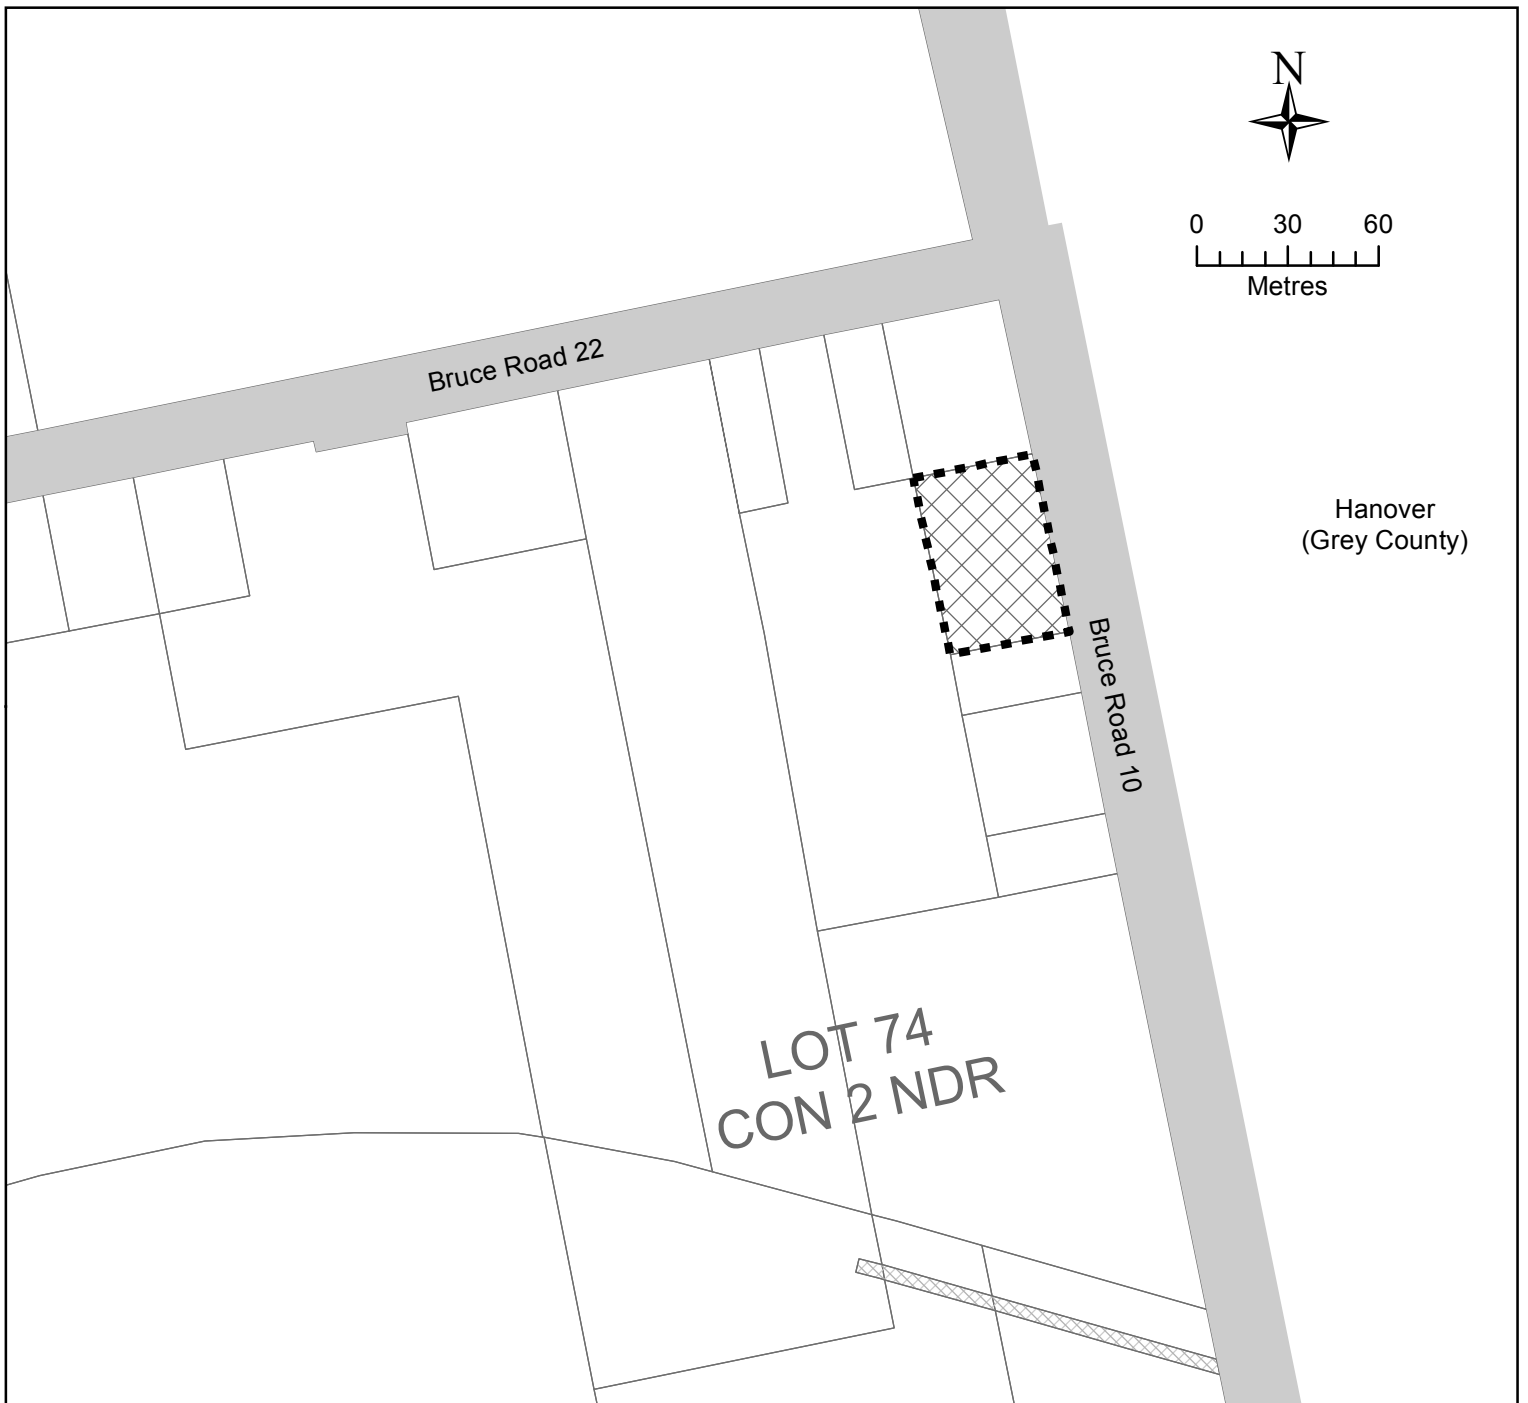 N
0 30 60
Metres
Bruce Road 22
Hanover
(Grey County)
Bruce Road 10
LOT 74
CON 2 NDR